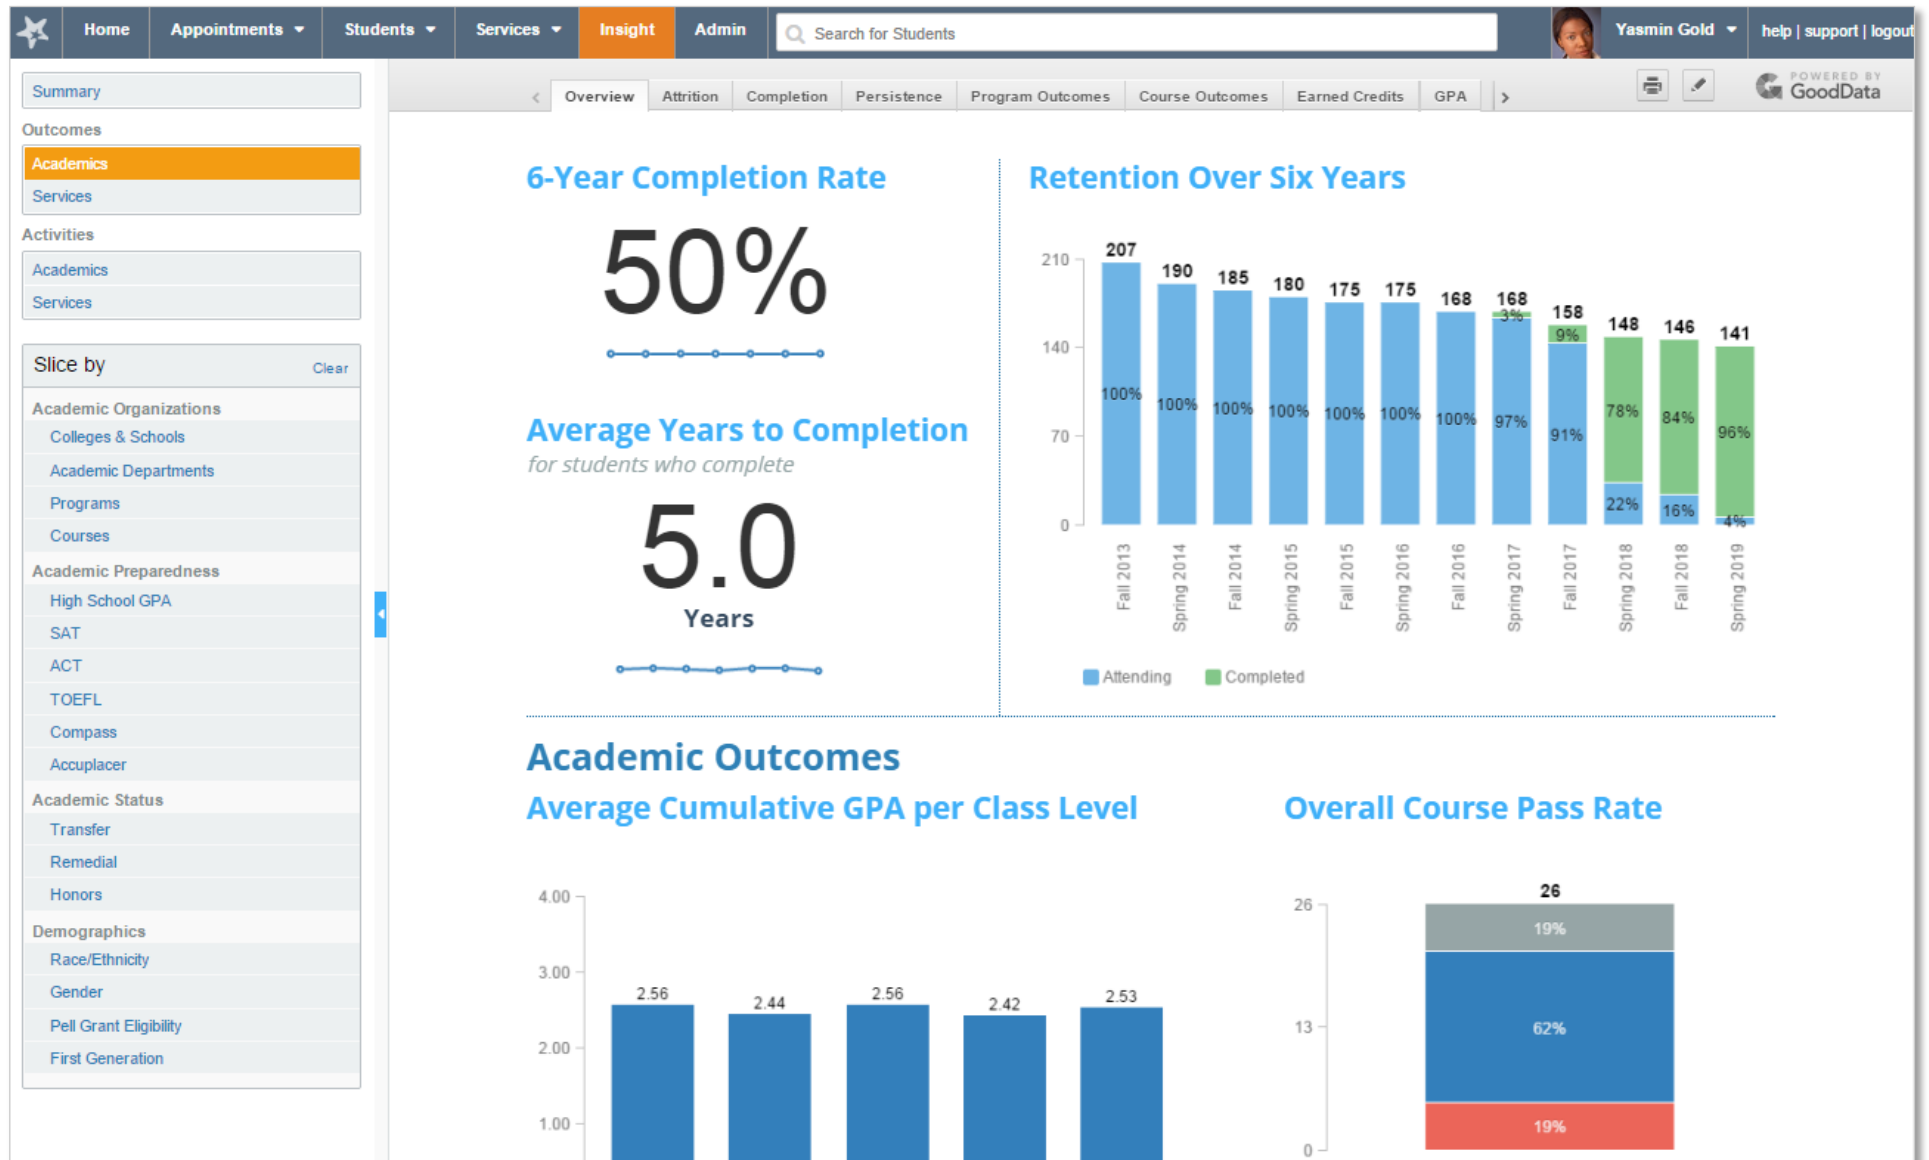 Home Appointments Students Services Insight Admin Search for Students Yasmin Gold help | support | logout
Summary
Outcomes
Academics
Services
Activities
Academics
Services
Slice by Clear
Academic Organizations
Colleges & Schools
Academic Departments
Programs
Courses
Academic Preparedness
High School GPA
SAT
ACT
TOEFL
Compass
Accuplacer
Academic Status
Transfer
Remedial
Honors
Demographics
Race/Ethnicity
Gender
Pell Grant Eligibility
First Generation
Overview Attrition Completion Persistence Program Outcomes Course Outcomes Earned Credits GPA
POWERED BY
GoodData
6-Year Completion Rate
50%
Average Years to Completion
for students who complete
5.0
Years
Retention Over Six Years
210
140
70
0
207 190 185 180 175 175 168 168 158 148 146 141
3% 9% 78% 84% 96%
100% 100% 100% 100% 100% 100% 100% 97% 91% 22% 16% 4%
Fall 2013 Spring 2014 Fall 2014 Spring 2015 Fall 2015 Spring 2016 Fall 2016 Spring 2017 Fall 2017 Spring 2018 Fall 2018 Spring 2019
Attending Completed
Academic Outcomes
Average Cumulative GPA per Class Level
4.00
3.00
2.00
1.00
2.56 2.44 2.56 2.42 2.53
Overall Course Pass Rate
26
13
0
26
19%
62%
19%